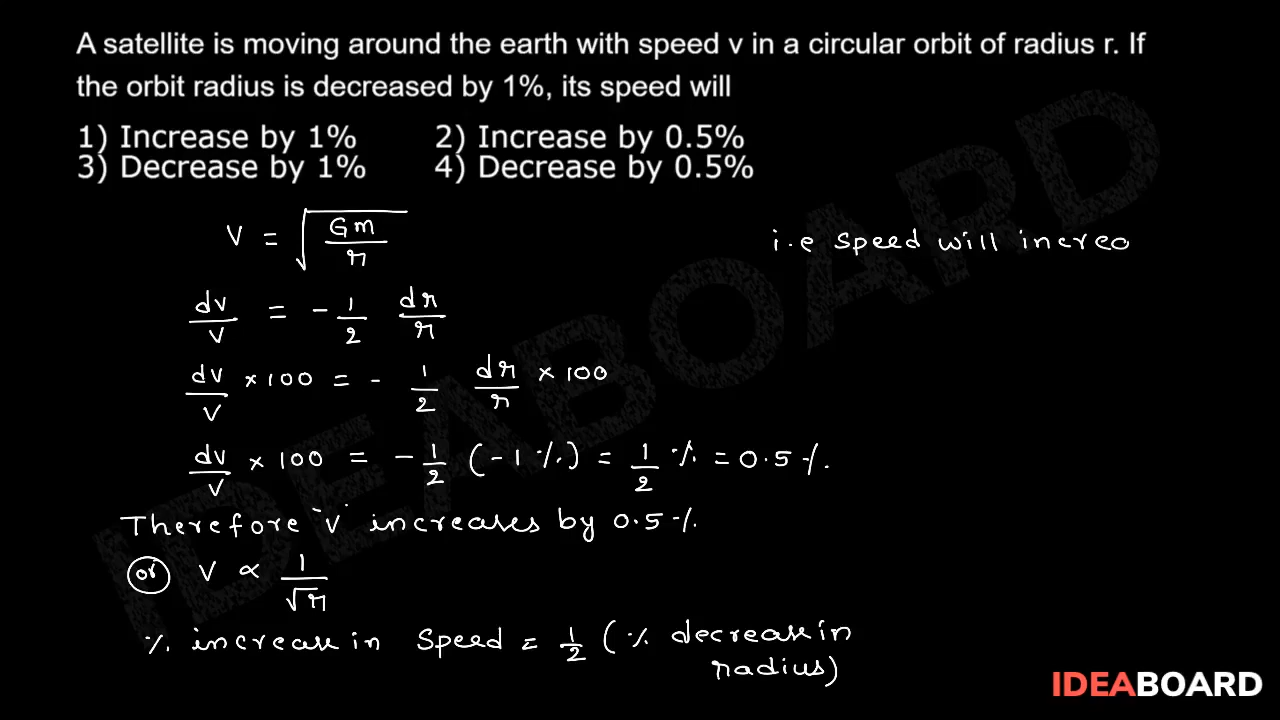 A satellite is moving around the earth with speed v in a circular orbit of radius r. If
the orbit radius is decreased by 1%, its speed will
1) Increase by 1% 2) Increase by 0.5%
3) Decrease by 1% 4) Decrease by 0.5%
V = √(Gm/r)
i.e speed will increa
dv/v = - 1/2 dr/r
dv/v × 100 = - 1/2 dr/r × 100
dv/v × 100 = - 1/2 (-1%) = 1/2 % = 0.5%
Therefore "v" increases by 0.5%
or V ∝ 1/√r
% increase in speed = 1/2 (% decrease in
radius)
IDEABOARD
IDEABOARD